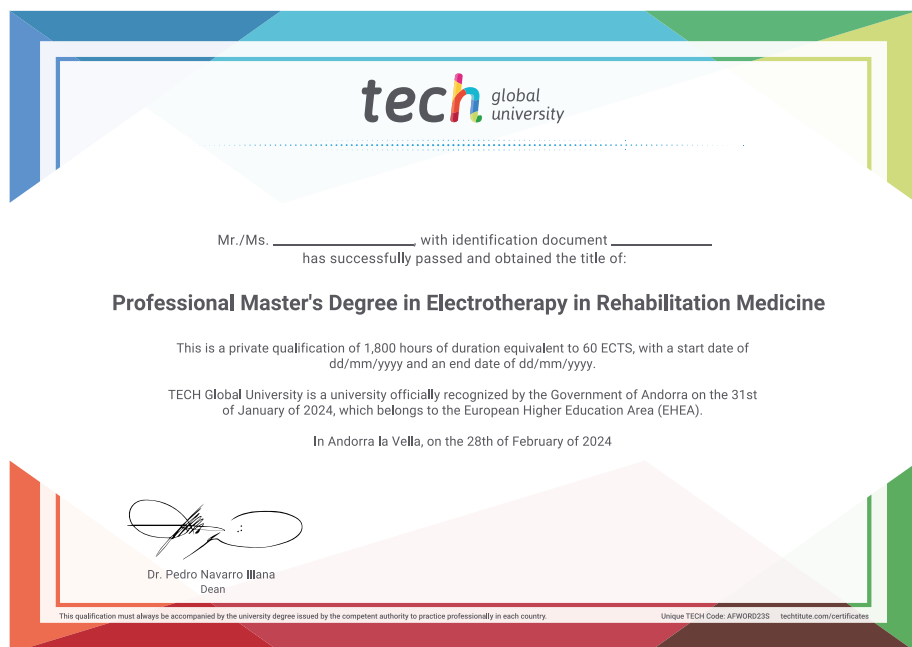 tech global university
Mr./Ms. ____________, with identification document ____________
has successfully passed and obtained the title of:
Professional Master's Degree in Electrotherapy in Rehabilitation Medicine
This is a private qualification of 1,800 hours of duration equivalent to 60 ECTS, with a start date of
dd/mm/yyyy and an end date of dd/mm/yyyy.
TECH Global University is a university officially recognized by the Government of Andorra on the 31st
of January of 2024, which belongs to the European Higher Education Area (EHEA).
In Andorra la Vella, on the 28th of February of 2024
Dr. Pedro Navarro Illana
Dean
This qualification must always be accompanied by the university degree issued by the competent authority to practice professionally in each country.
Unique TECH Code: AFWORD23S techtitute.com/certificates